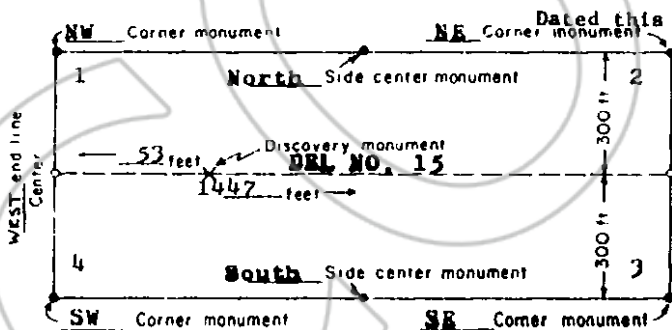 Dated this
NW Corner monument NE Corner monument
1 North Side center monument 2
300 ft
WEST end line
Center
53 feet Discovery monument
DEL NO. 15
1447 feet
300 ft
4 South Side center monument 3
SW Corner monument SE Corner monument